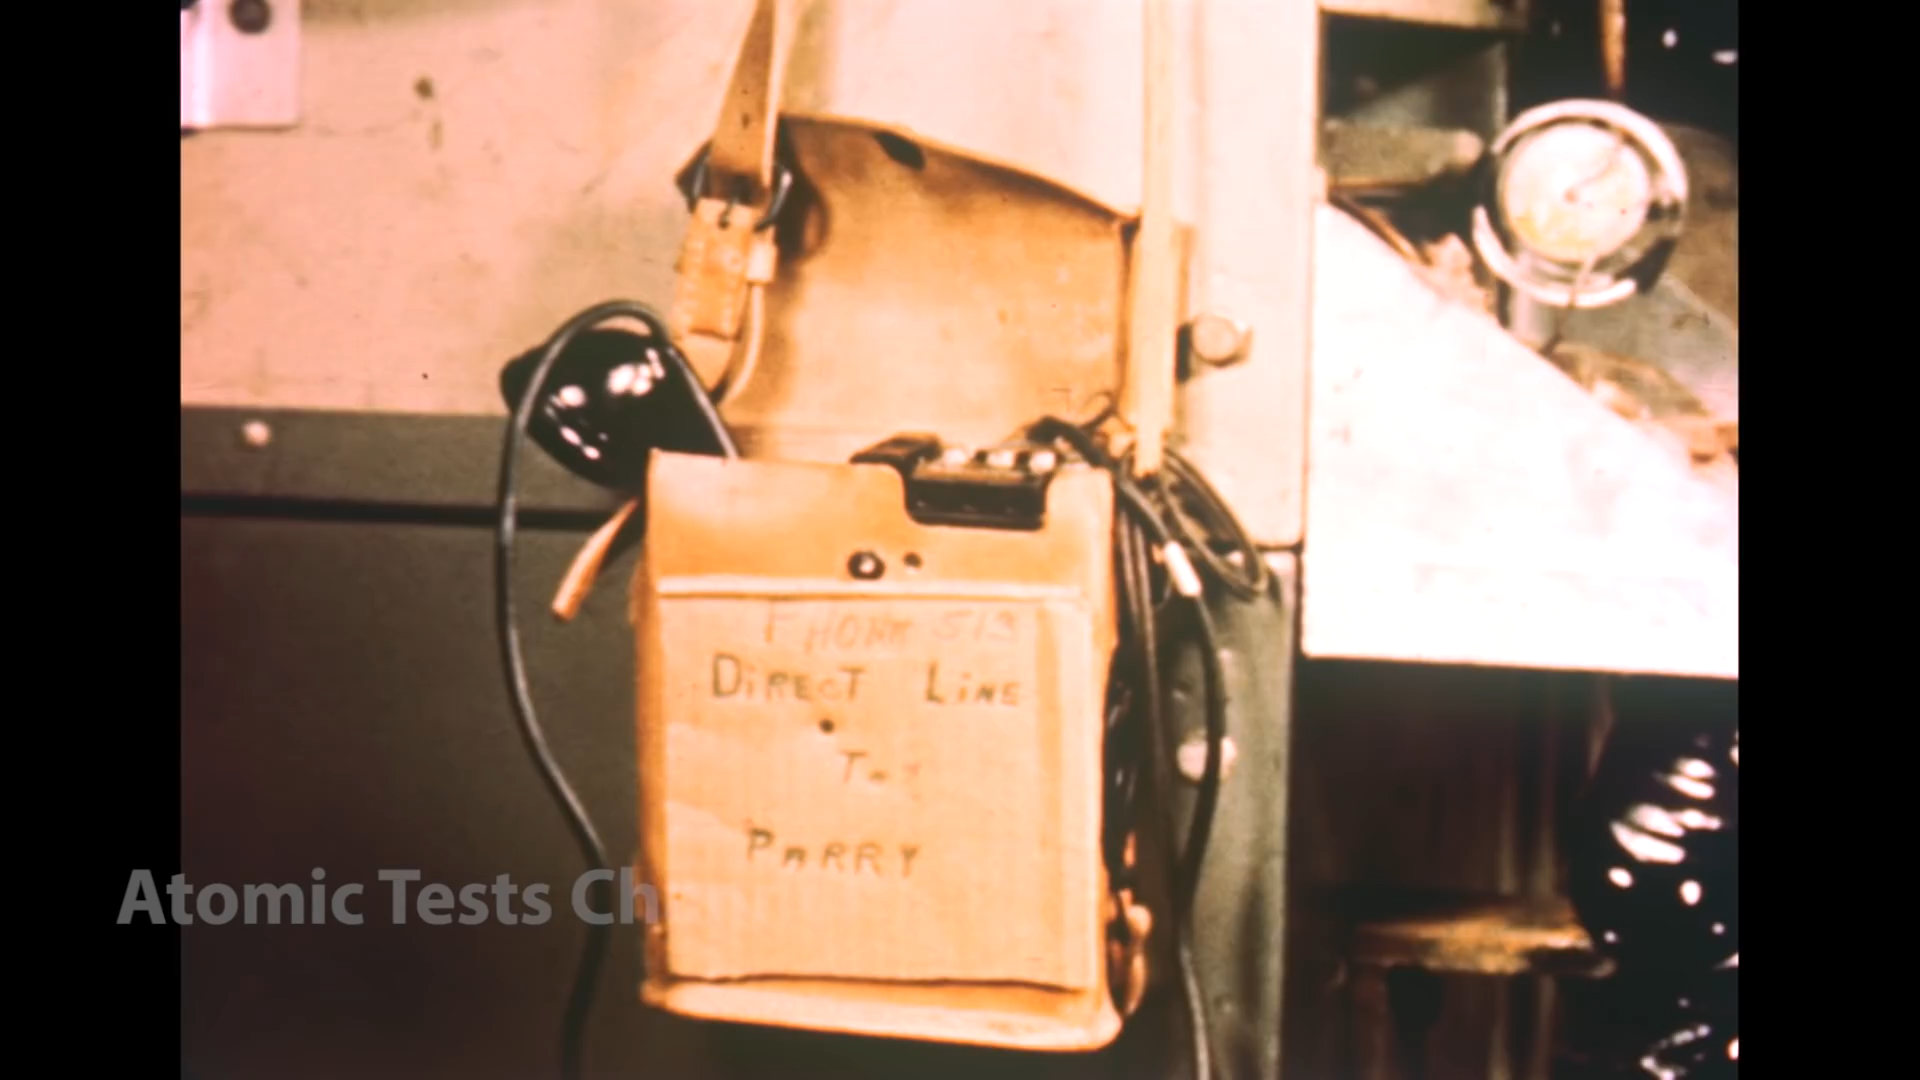 PHONE 513
DIRECT LINE
TO
PARRY
Atomic Tests Ch